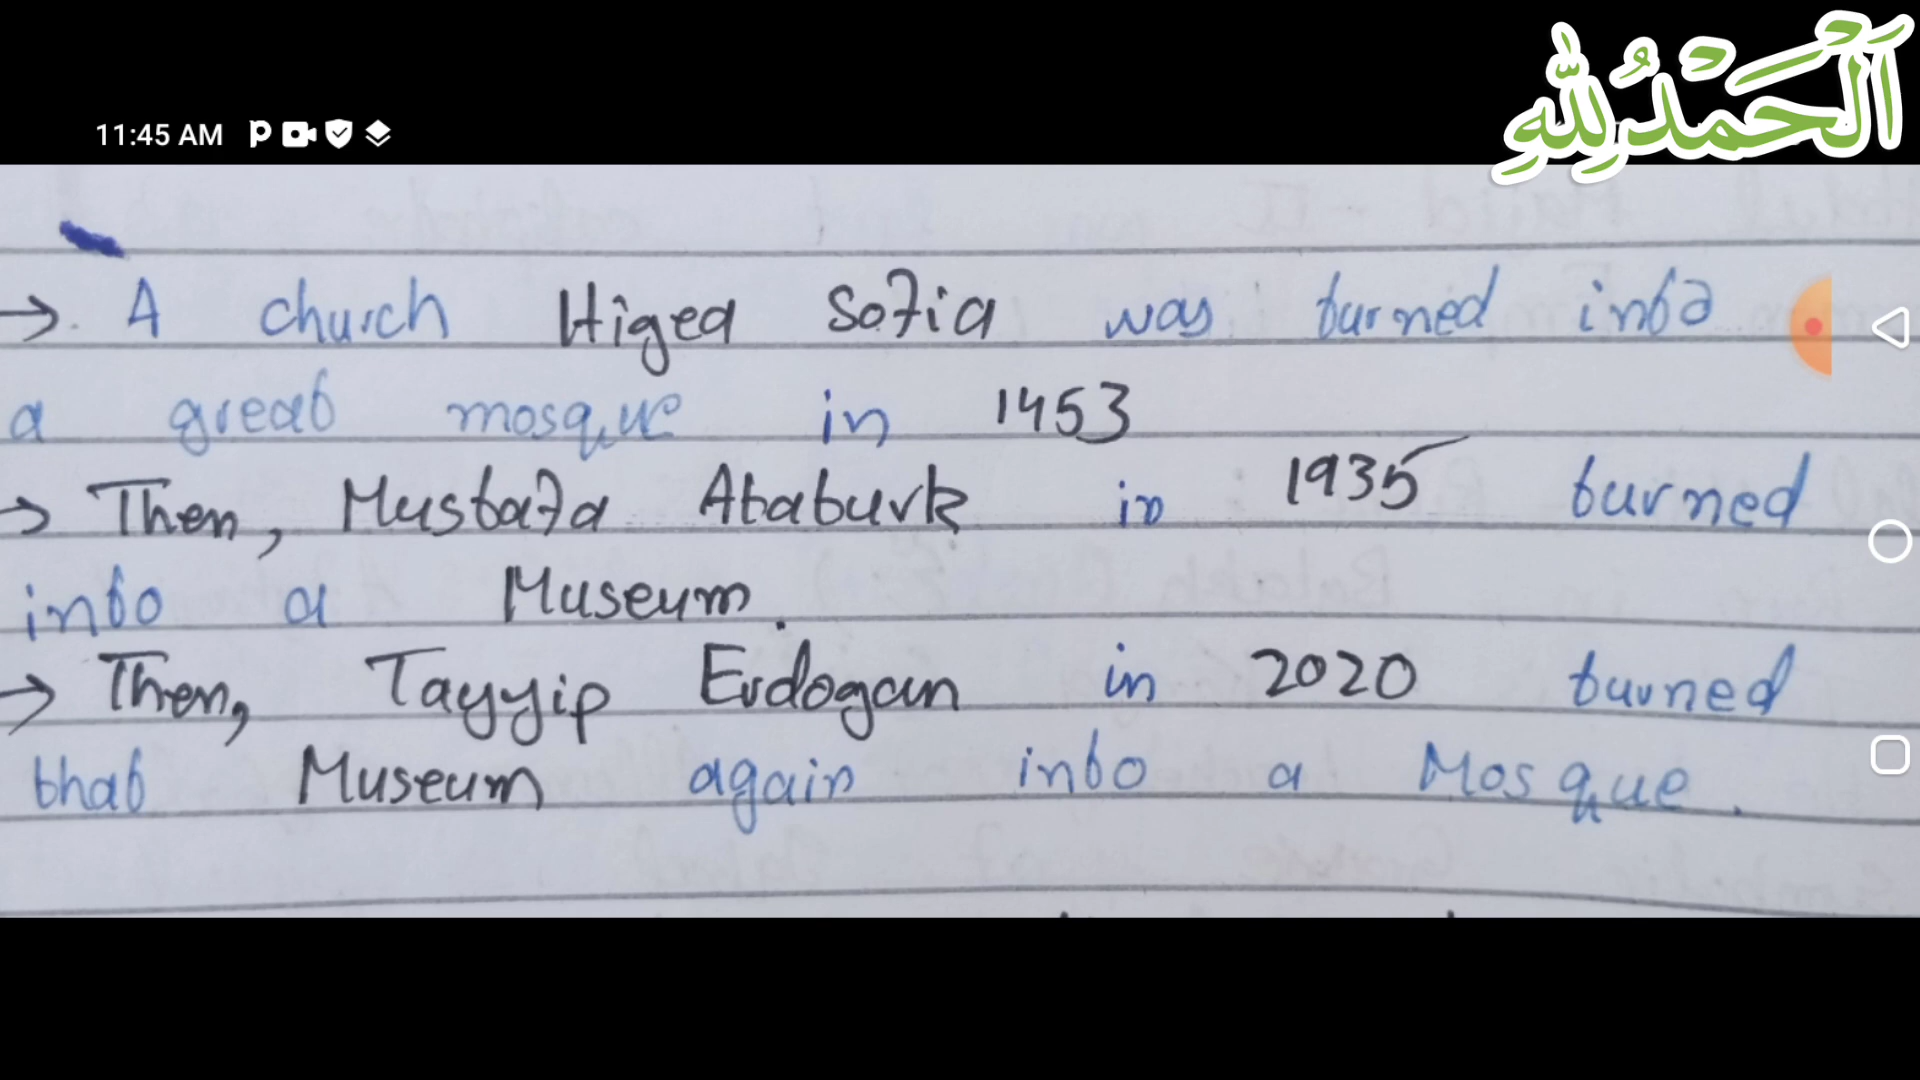 11:45 AM
اَلْحَمْدُلِلّٰهِ
→. A church Higea Sofia was turned into
a great mosque in 1453
→ Then, Mustafa Ataturk in 1935 turned
into a Museum.
→ Then, Tayyip Erdogan in 2020 turned
that Museum again into a Mosque.